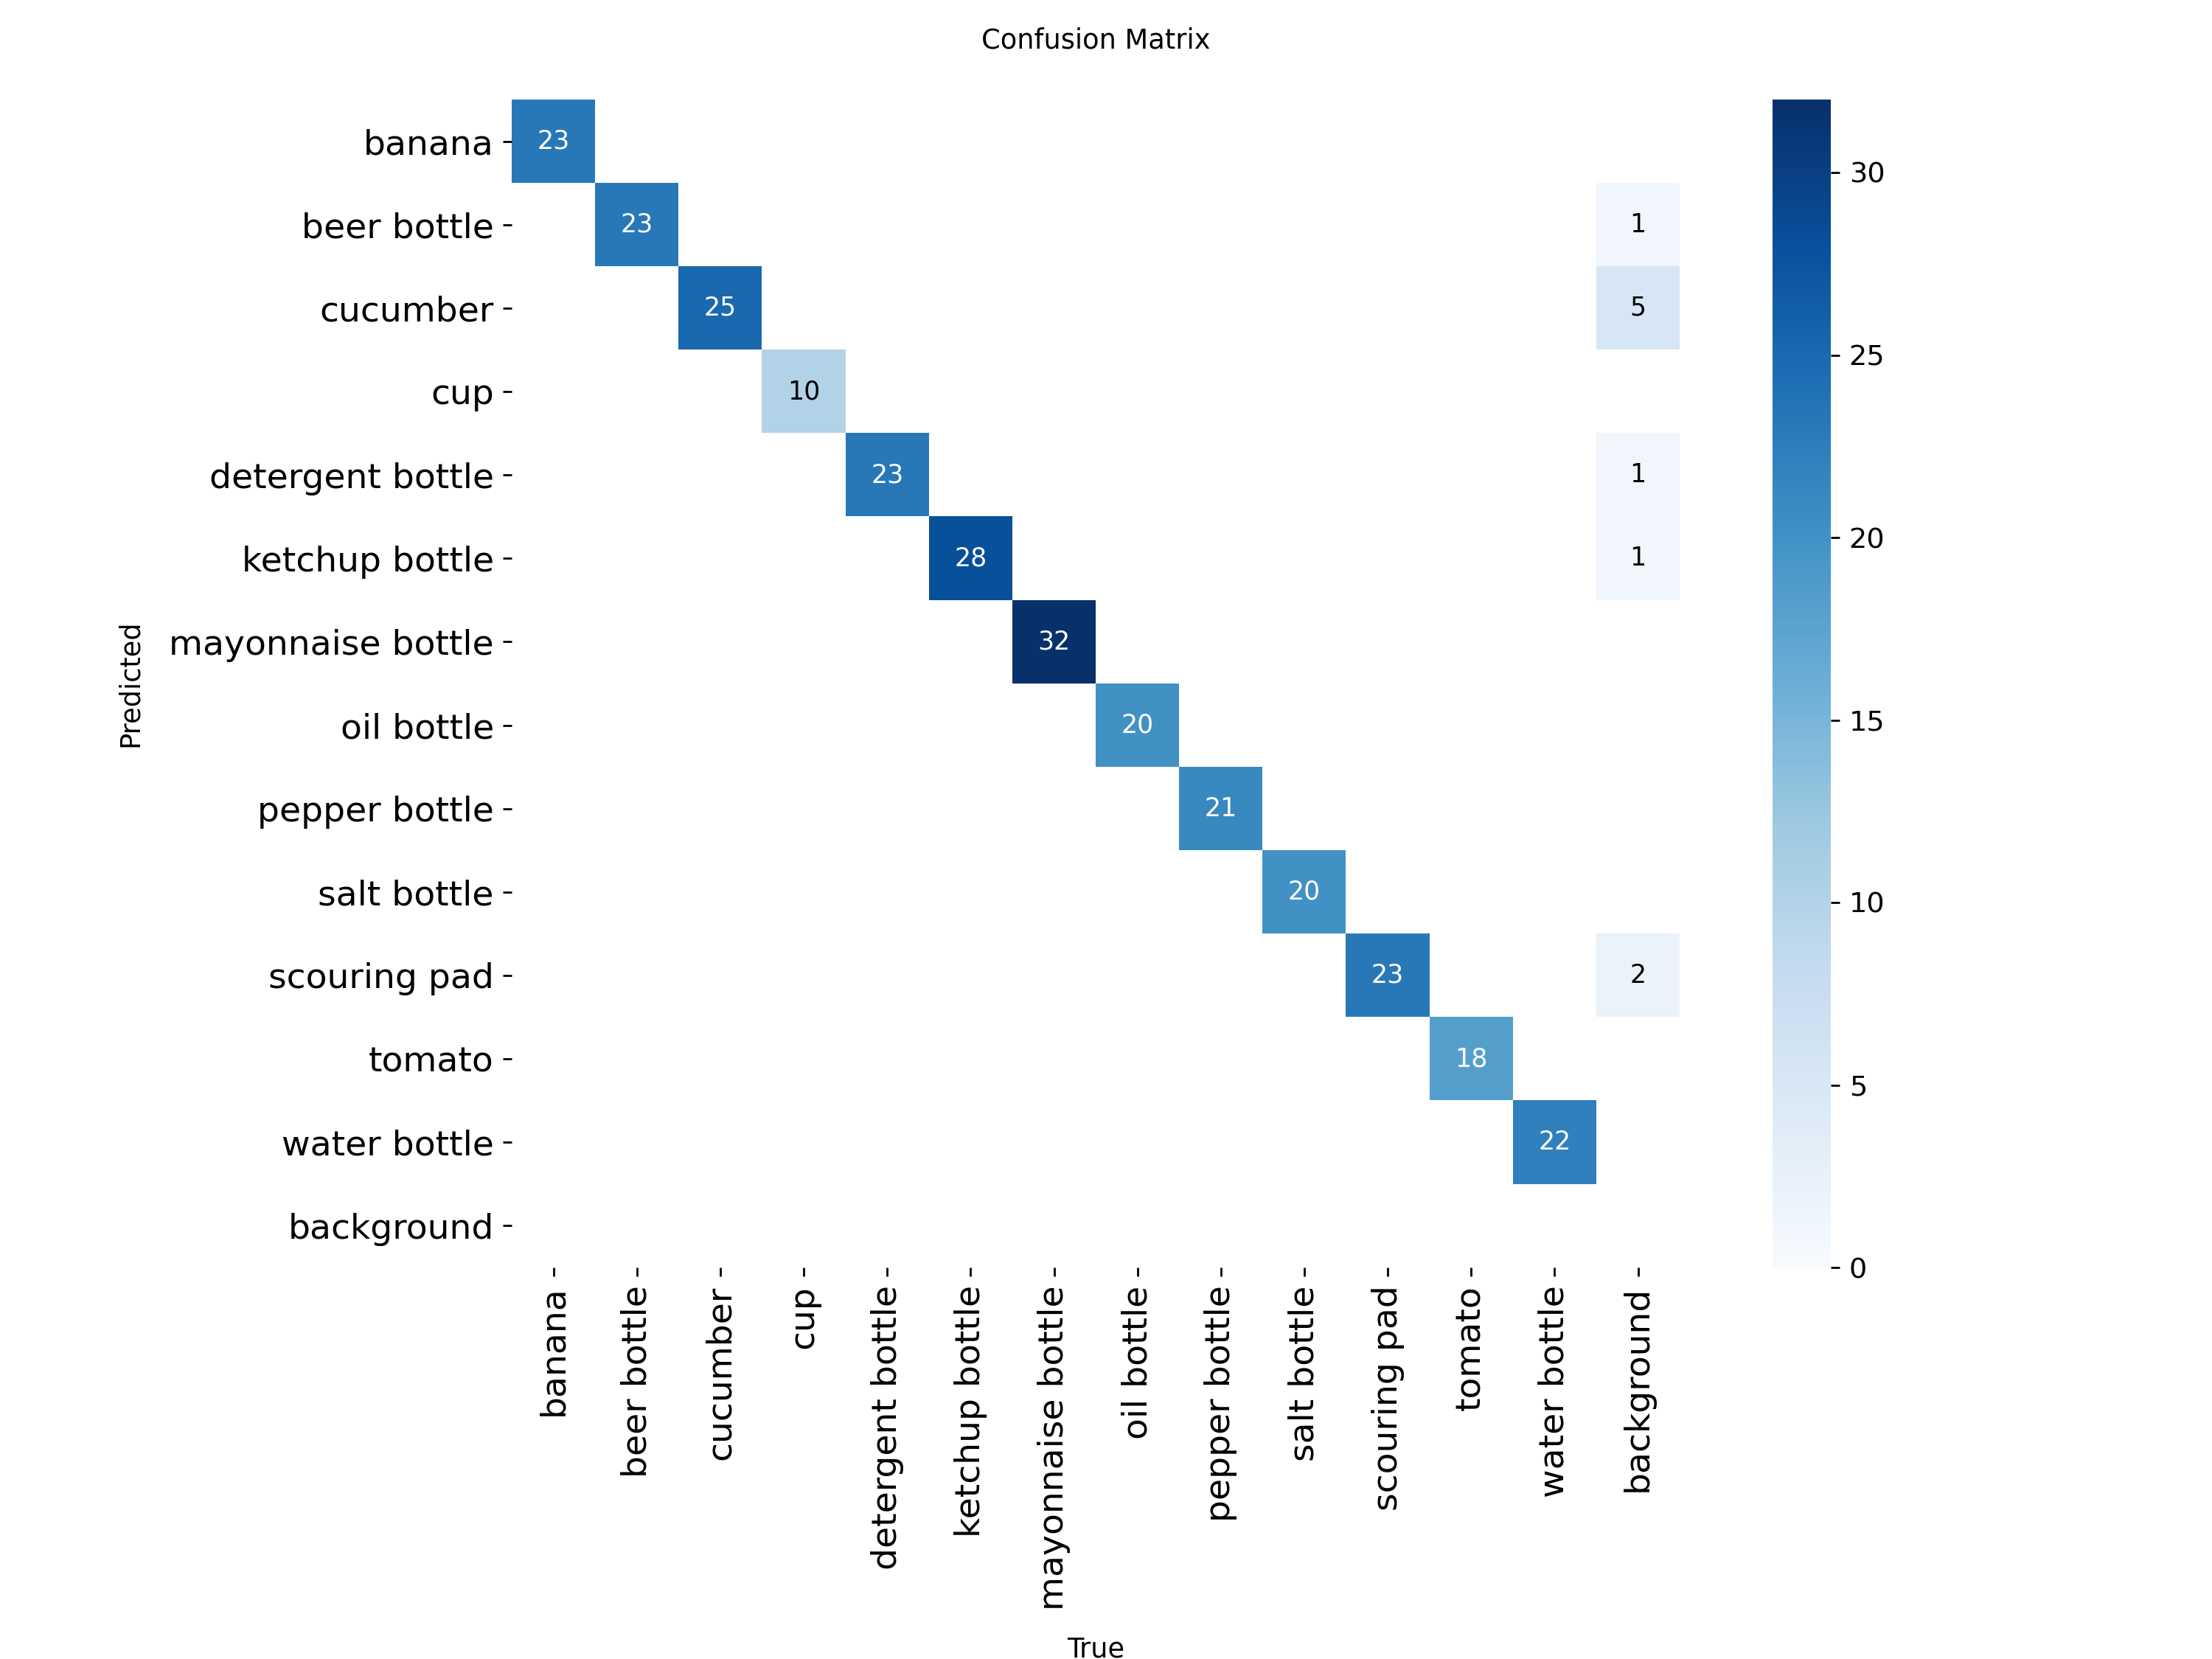 Confusion Matrix
banana 23
beer bottle 23 1
cucumber 25 5
cup 10
detergent bottle 23 1
ketchup bottle 28 1
mayonnaise bottle 32
oil bottle 20
pepper bottle 21
salt bottle 20
scouring pad 23 2
tomato 18
water bottle 22
background
Predicted
banana
beer bottle
cucumber
cup
detergent bottle
ketchup bottle
mayonnaise bottle
oil bottle
pepper bottle
salt bottle
scouring pad
tomato
water bottle
background
True
30
25
20
15
10
5
0